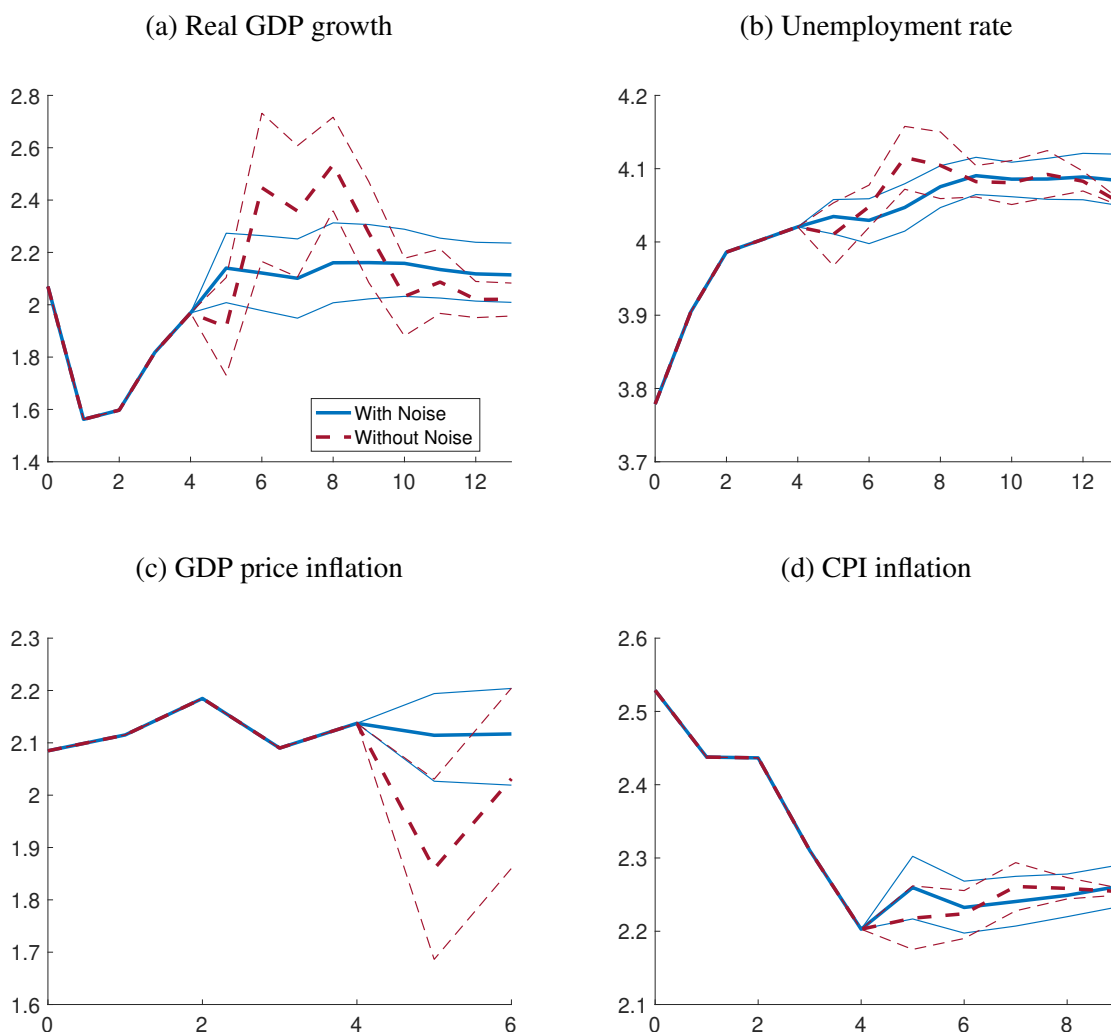 (a) Real GDP growth
(b) Unemployment rate
2.8
2.6
2.4
2.2
2
1.8
1.6
1.4
0 2 4 6 8 10 12
With Noise
Without Noise
4.2
4.1
4
3.9
3.8
3.7
0 2 4 6 8 10 12
(c) GDP price inflation
(d) CPI inflation
2.3
2.2
2.1
2
1.9
1.8
1.7
1.6
0 2 4 6
2.6
2.5
2.4
2.3
2.2
2.1
0 2 4 6 8